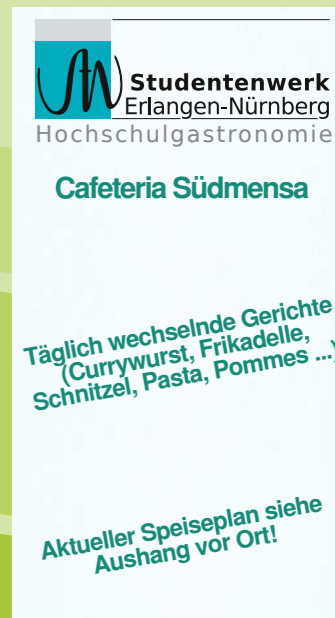 Studentenwerk
Erlangen-Nürnberg
Hochschulgastronomie
Cafeteria Südmensa
Täglich wechselnde Gerichte
(Currywurst, Frikadelle,
Schnitzel, Pasta, Pommes ...)
Aktueller Speiseplan siehe
Aushang vor Ort!